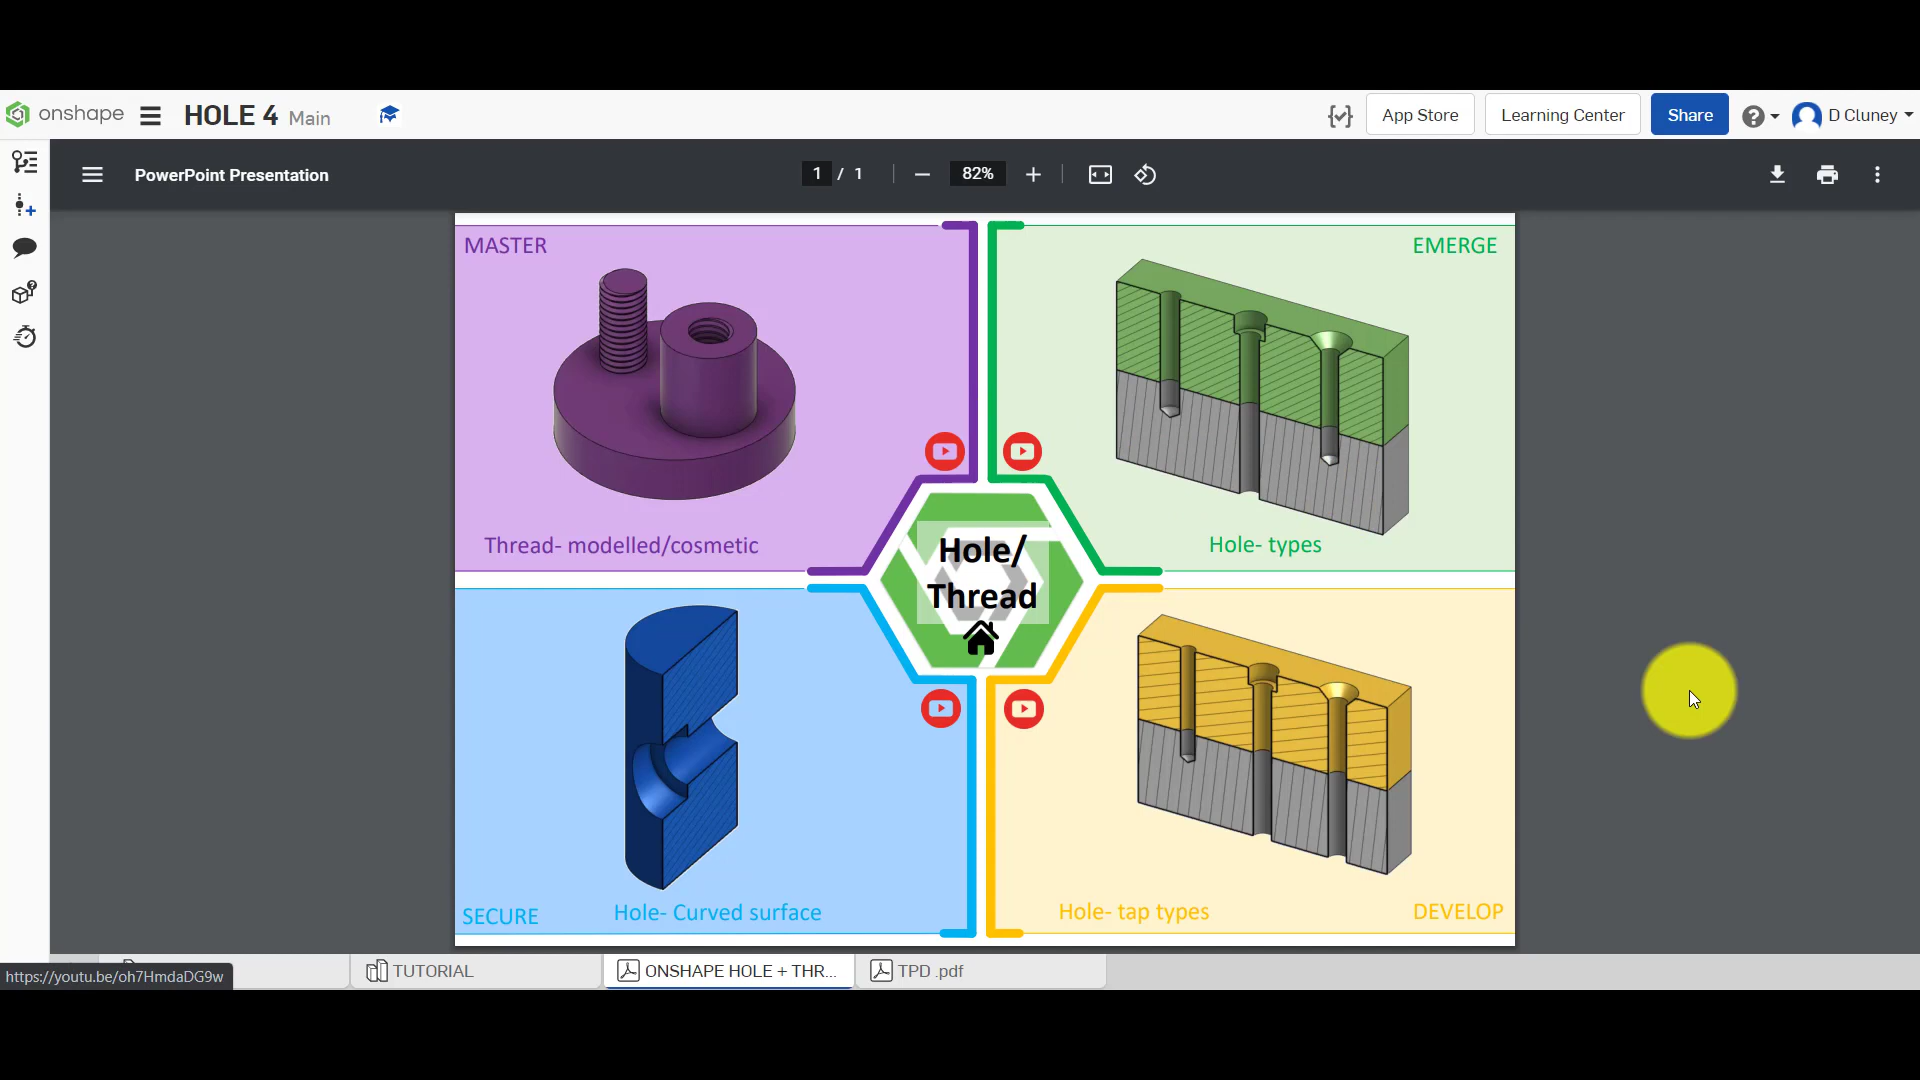 onshape
HOLE 4 Main
App Store
Learning Center
Share
D Cluney
PowerPoint Presentation
1 / 1
82%
MASTER
EMERGE
Thread- modelled/cosmetic
Hole- types
Hole/
Thread
SECURE
Hole- Curved surface
Hole- tap types
DEVELOP
https://youtu.be/oh7HmdaDG9w
TUTORIAL
ONSHAPE HOLE + THR...
TPD .pdf